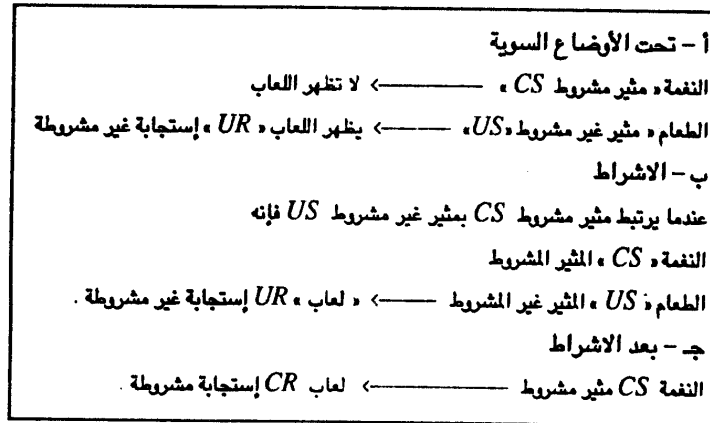 أ – تحت الأوضاع السوية
النغمة « مثير مشروط CS » ———> لا تظهر اللعاب
الطعام « مثير غير مشروط «US» ———> يظهر اللعاب « UR » إستجابة غير مشروطة
ب – الاشراط
عندما يرتبط مثير مشروط CS بمثير غير مشروط US فإنه
النغمة « CS » المثير المشروط
الطعام « US » المثير غير المشروط ———> « لعاب » UR إستجابة غير مشروطة .
جـ – بعد الاشراط
النغمة CS مثير مشروط ———> لعاب CR إستجابة مشروطة .